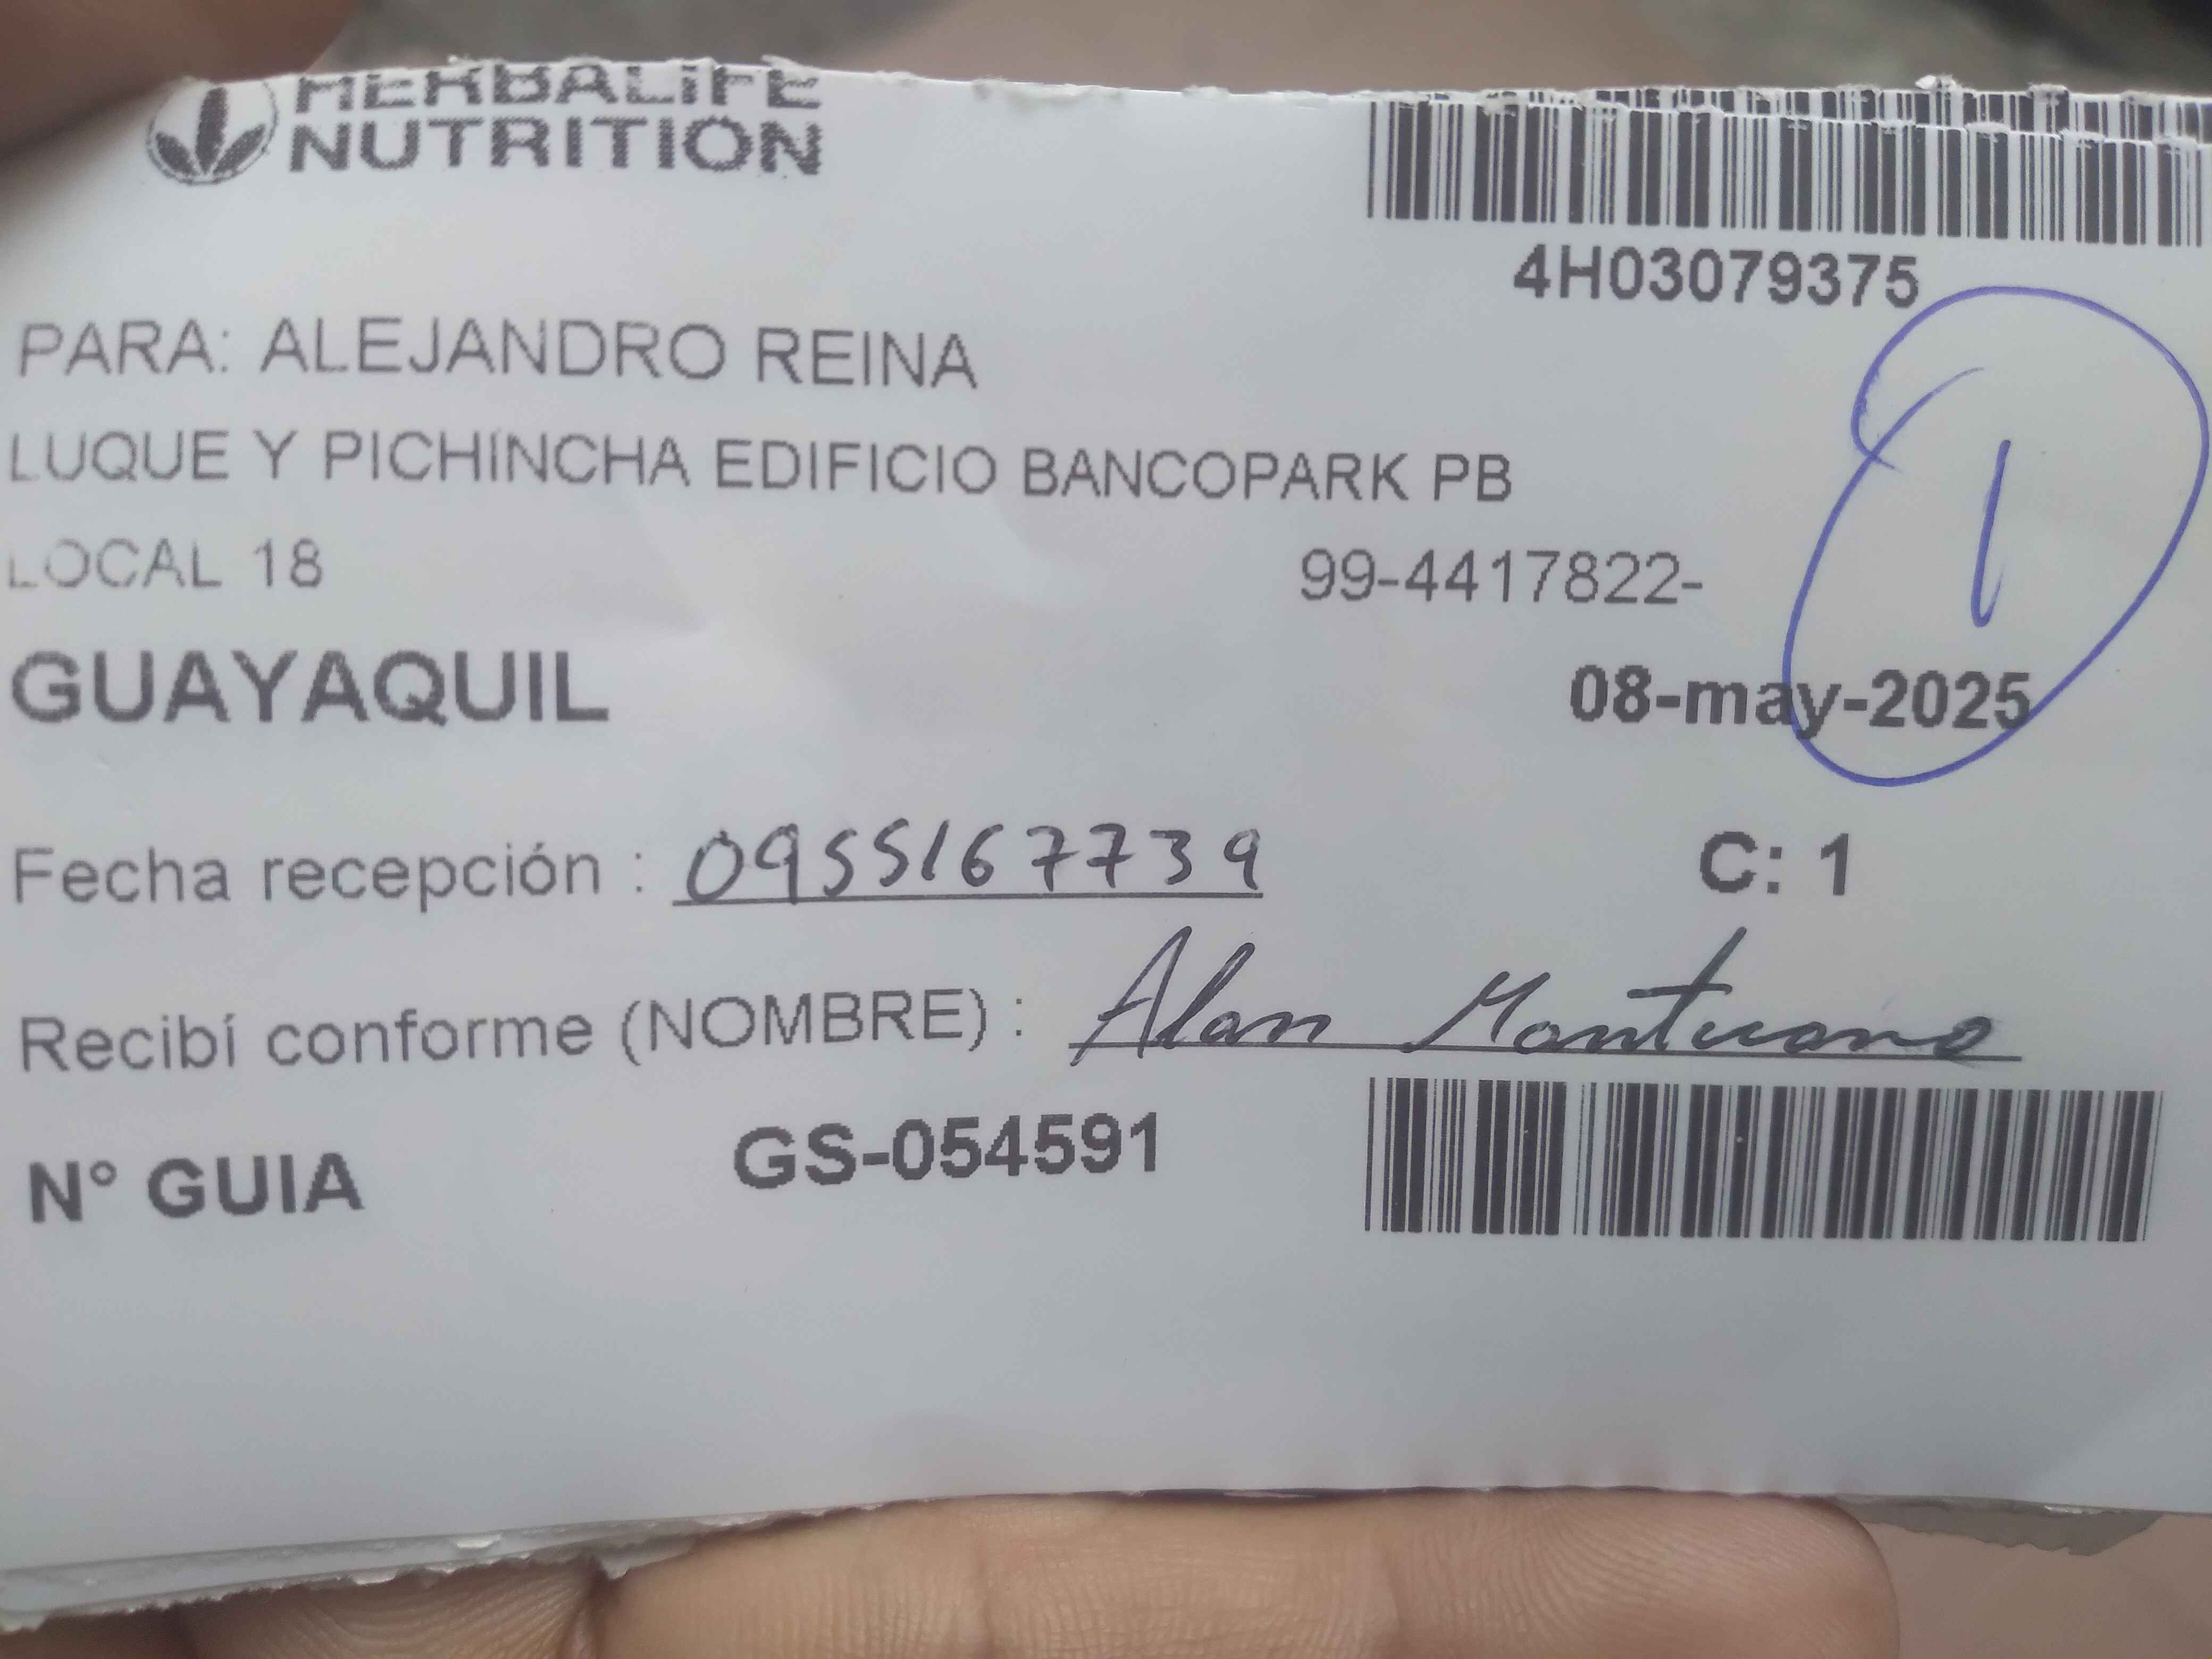 HERBALIFE
NUTRITION
4H03079375
PARA: ALEJANDRO REINA
LUQUE Y PICHINCHA EDIFICIO BANCOPARK PB
LOCAL 18
99-4417822-
1
GUAYAQUIL
08-may-2025
Fecha recepción : 0955167739
C: 1
Recibí conforme (NOMBRE) : Alan Montuano
N° GUIA GS-054591